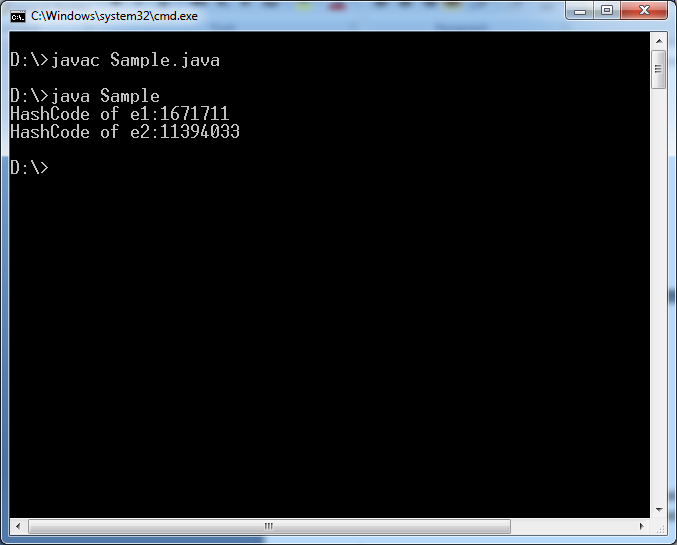 C:\Windows\system32\cmd.exe
D:\>javac Sample.java
D:\>java Sample
HashCode of e1:1671711
HashCode of e2:11394033
D:\>